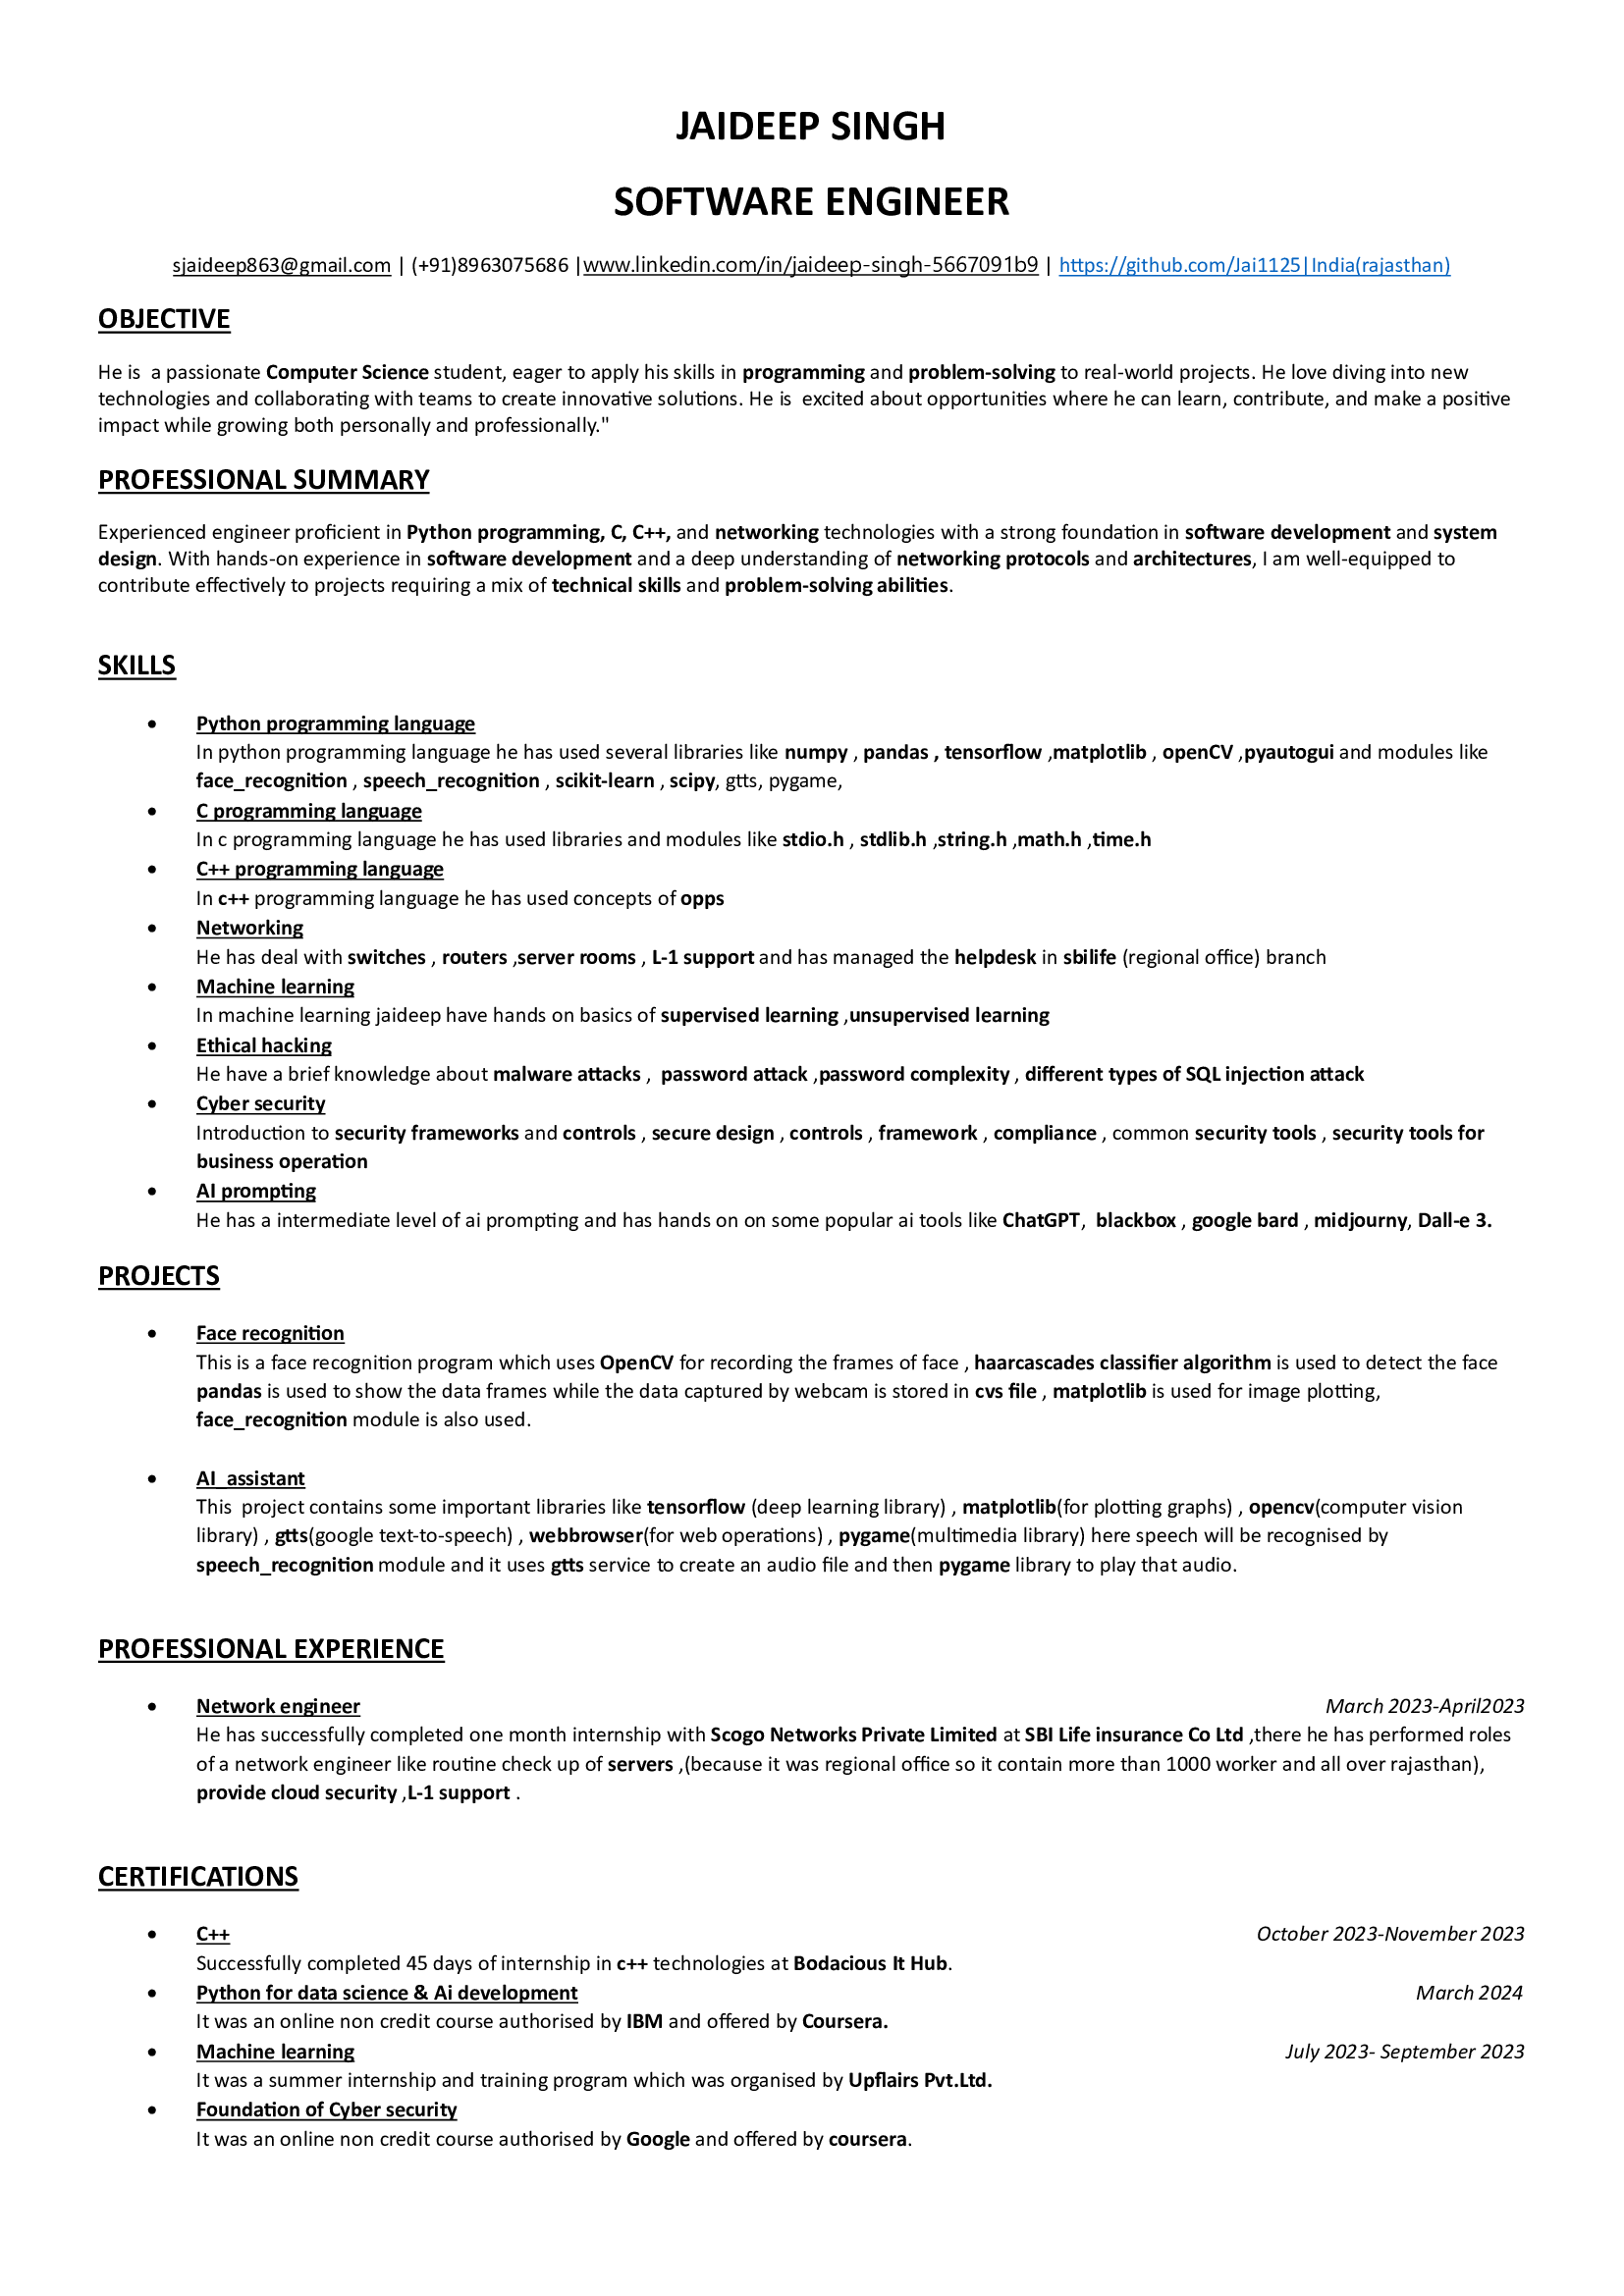 JAIDEEP SINGH
SOFTWARE ENGINEER
sjaideep863@gmail.com | (+91)8963075686 |www.linkedin.com/in/jaideep-singh-5667091b9 | https://github.com/Jai1125|India(rajasthan)
OBJECTIVE
He is  a passionate Computer Science student, eager to apply his skills in programming and problem-solving to real-world projects. He love diving into new
technologies and collaborating with teams to create innovative solutions. He is  excited about opportunities where he can learn, contribute, and make a positive
impact while growing both personally and professionally."
PROFESSIONAL SUMMARY
Experienced engineer proficient in Python programming, C, C++, and networking technologies with a strong foundation in software development and system
design. With hands-on experience in software development and a deep understanding of networking protocols and architectures, I am well-equipped to
contribute effectively to projects requiring a mix of technical skills and problem-solving abilities.
SKILLS
• Python programming language
In python programming language he has used several libraries like numpy , pandas , tensorflow ,matplotlib , openCV ,pyautogui and modules like
face_recognition , speech_recognition , scikit-learn , scipy, gtts, pygame,
• C programming language
In c programming language he has used libraries and modules like stdio.h , stdlib.h ,string.h ,math.h ,time.h
• C++ programming language
In c++ programming language he has used concepts of opps
• Networking
He has deal with switches , routers ,server rooms , L-1 support and has managed the helpdesk in sbilife (regional office) branch
• Machine learning
In machine learning jaideep have hands on basics of supervised learning ,unsupervised learning
• Ethical hacking
He have a brief knowledge about malware attacks ,  password attack ,password complexity , different types of SQL injection attack
• Cyber security
Introduction to security frameworks and controls , secure design , controls , framework , compliance , common security tools , security tools for
business operation
• AI prompting
He has a intermediate level of ai prompting and has hands on on some popular ai tools like ChatGPT,  blackbox , google bard , midjourny, Dall-e 3.
PROJECTS
• Face recognition
This is a face recognition program which uses OpenCV for recording the frames of face , haarcascades classifier algorithm is used to detect the face
pandas is used to show the data frames while the data captured by webcam is stored in cvs file , matplotlib is used for image plotting,
face_recognition module is also used.
• AI_assistant
This  project contains some important libraries like tensorflow (deep learning library) , matplotlib(for plotting graphs) , opencv(computer vision
library) , gtts(google text-to-speech) , webbrowser(for web operations) , pygame(multimedia library) here speech will be recognised by
speech_recognition module and it uses gtts service to create an audio file and then pygame library to play that audio.
PROFESSIONAL EXPERIENCE
• Network engineer March 2023-April2023
He has successfully completed one month internship with Scogo Networks Private Limited at SBI Life insurance Co Ltd ,there he has performed roles
of a network engineer like routine check up of servers ,(because it was regional office so it contain more than 1000 worker and all over rajasthan),
provide cloud security ,L-1 support .
CERTIFICATIONS
• C++ October 2023-November 2023
Successfully completed 45 days of internship in c++ technologies at Bodacious It Hub.
• Python for data science & Ai development March 2024
It was an online non credit course authorised by IBM and offered by Coursera.
• Machine learning July 2023- September 2023
It was a summer internship and training program which was organised by Upflairs Pvt.Ltd.
• Foundation of Cyber security
It was an online non credit course authorised by Google and offered by coursera.